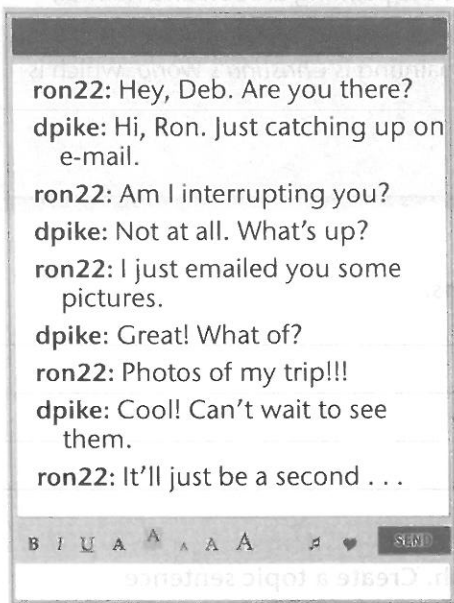 ron22: Hey, Deb. Are you there?
dpike: Hi, Ron. Just catching up on
e-mail.
ron22: Am I interrupting you?
dpike: Not at all. What's up?
ron22: I just emailed you some
pictures.
dpike: Great! What of?
ron22: Photos of my trip!!!
dpike: Cool! Can't wait to see
them.
ron22: It'll just be a second . . .
B I U A A A A A SEND